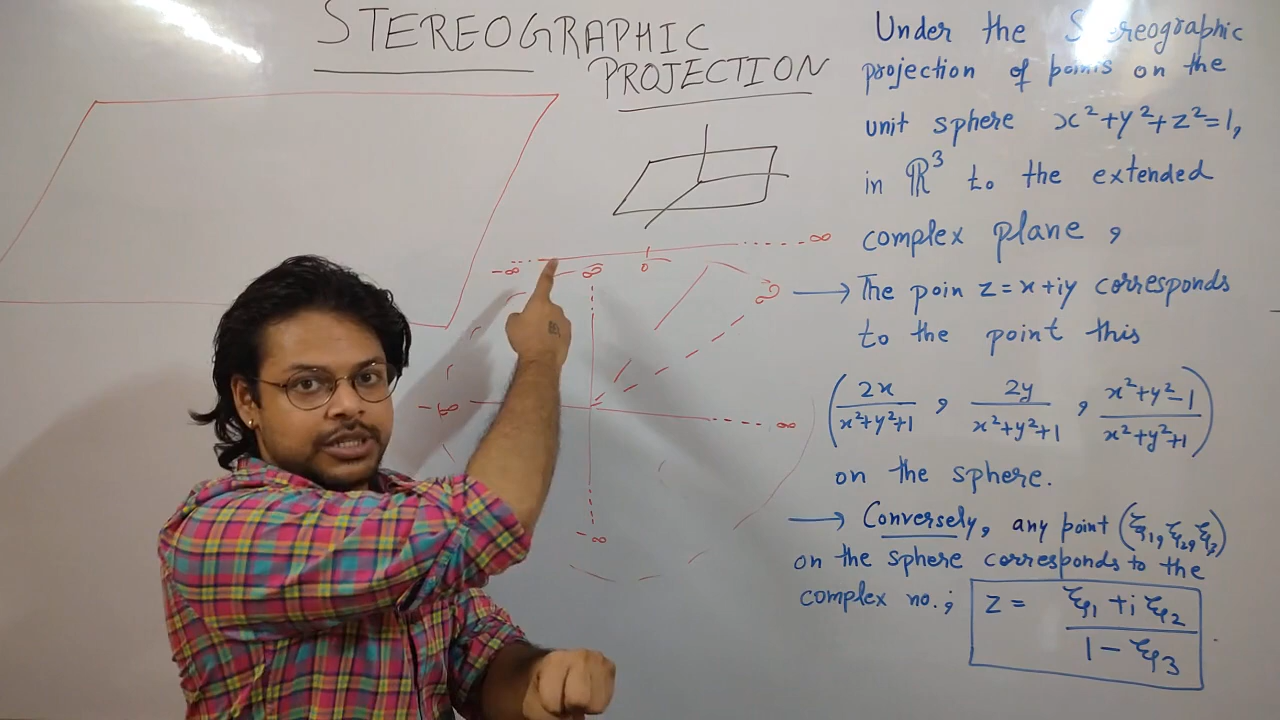 STEREOGRAPHIC
PROJECTION
-∞ 0 ∞
∞
-∞ ∞
-∞
Under the Stereographic
projection of points on the
unit sphere x²+y²+z²=1,
in ℝ³ to the extended
complex plane,
→ The poin z=x+iy corresponds
to the point this
(2x/(x²+y²+1), 2y/(x²+y²+1), (x²+y²-1)/(x²+y²+1))
on the sphere.
→ Conversely, any point (ξ₁, ξ₂, ξ₃)
on the sphere corresponds to the
complex no.; z = (ξ₁ + i ξ₂)/(1 - ξ₃)